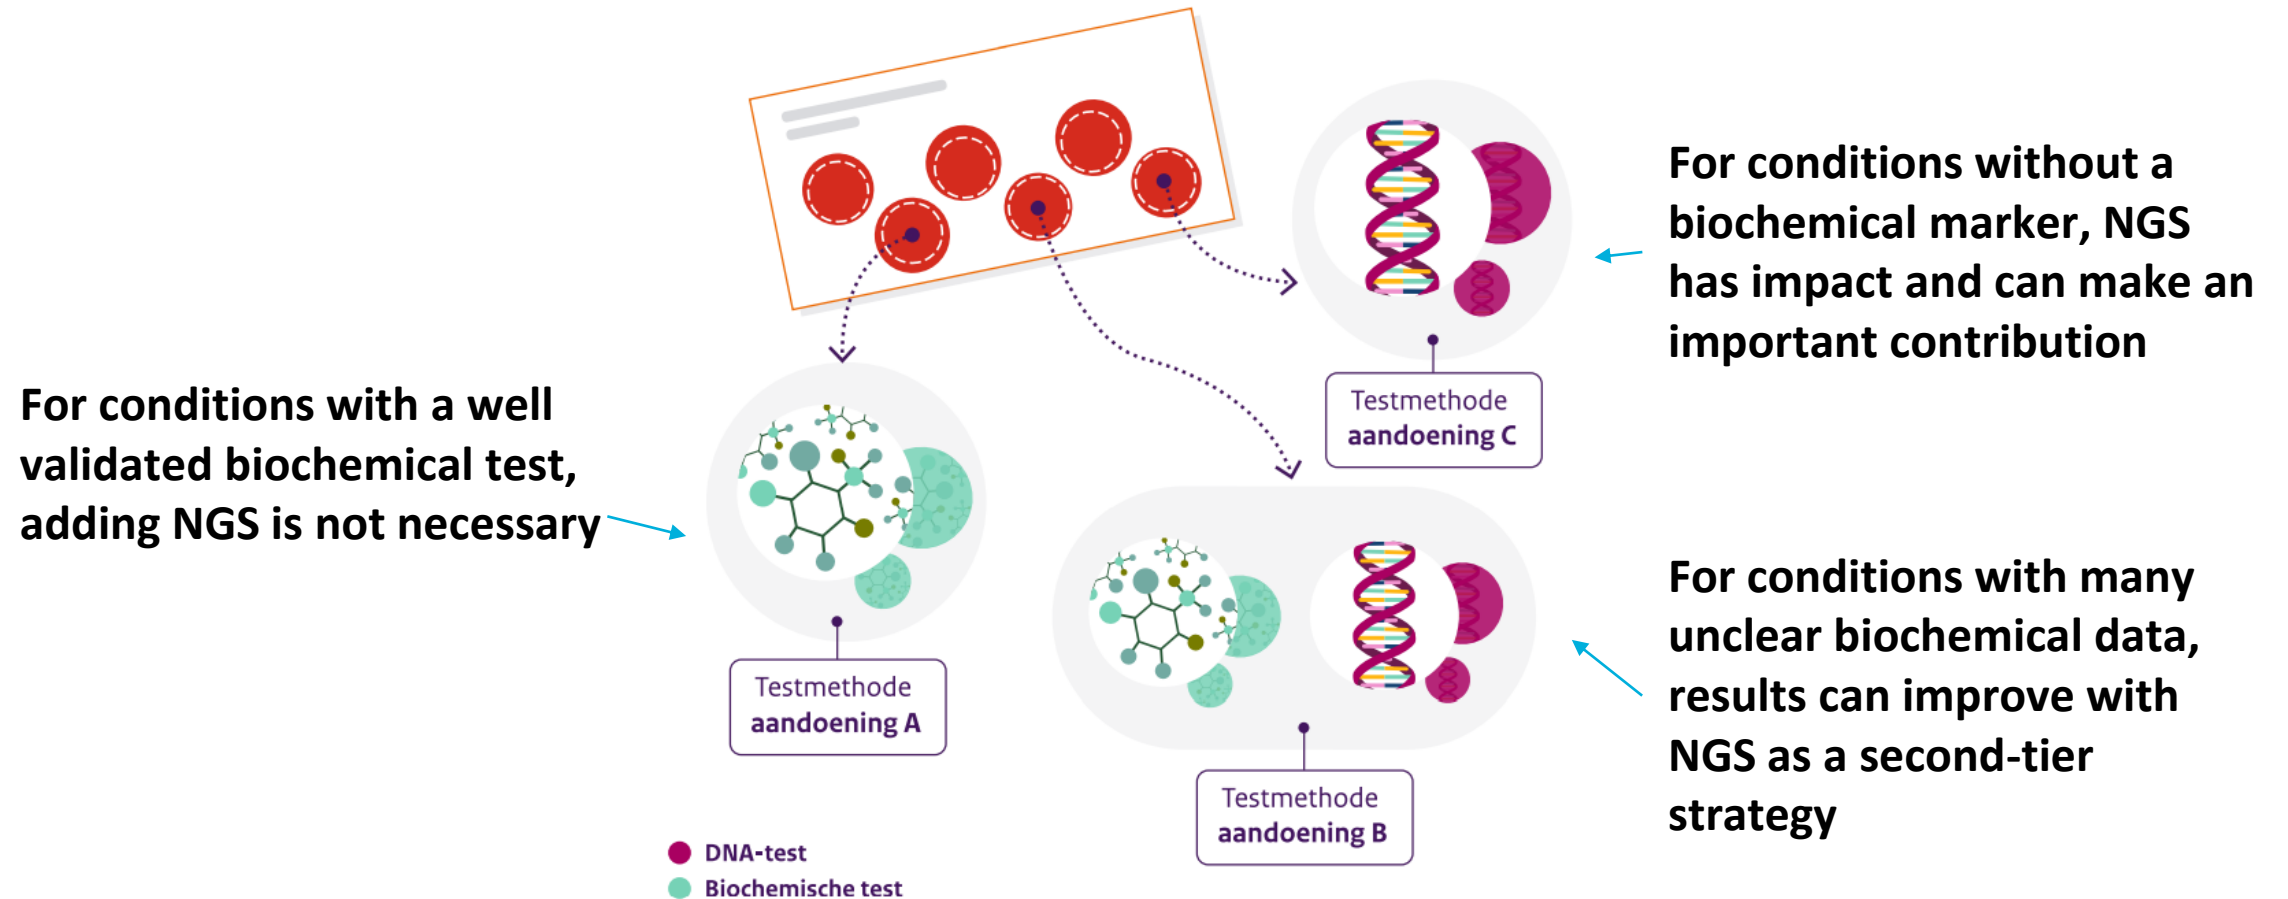 For conditions with a well
validated biochemical test,
adding NGS is not necessary
Testmethode
aandoening A
DNA-test
Biochemische test
Testmethode
aandoening B
Testmethode
aandoening C
For conditions without a
biochemical marker, NGS
has impact and can make an
important contribution
For conditions with many
unclear biochemical data,
results can improve with
NGS as a second-tier
strategy